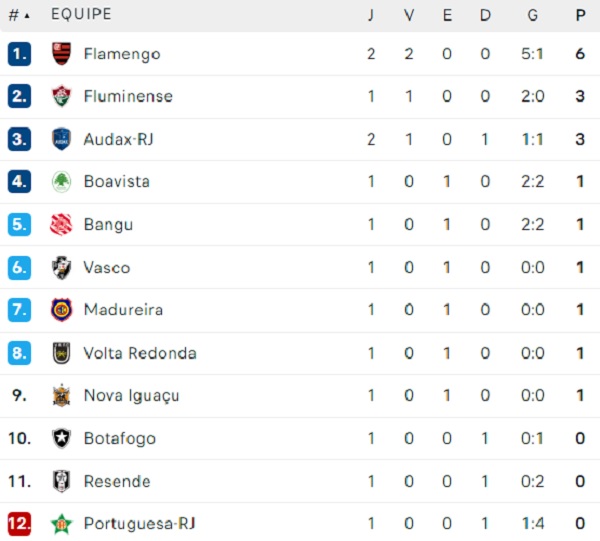 # EQUIPE J V E D G P
1. Flamengo 2 2 0 0 5:1 6
2. Fluminense 1 1 0 0 2:0 3
3. Audax-RJ 2 1 0 1 1:1 3
4. Boavista 1 0 1 0 2:2 1
5. Bangu 1 0 1 0 2:2 1
6. Vasco 1 0 1 0 0:0 1
7. Madureira 1 0 1 0 0:0 1
8. Volta Redonda 1 0 1 0 0:0 1
9. Nova Iguaçu 1 0 1 0 0:0 1
10. Botafogo 1 0 0 1 0:1 0
11. Resende 1 0 0 1 0:2 0
12. Portuguesa-RJ 1 0 0 1 1:4 0